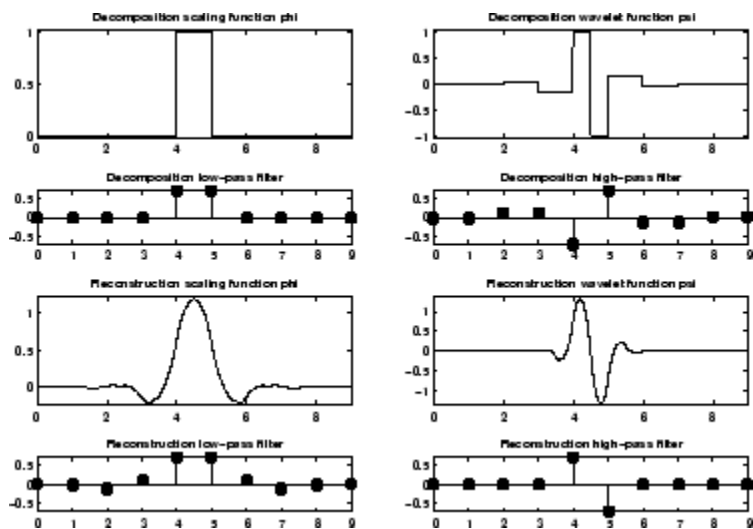 Decomposition scaling function phi
1
0.5
0
0 2 4 6 8
Decomposition wavelet function psi
1
0.5
0
−0.5
−1
0 2 4 6 8
Decomposition low−pass filter
0.5
0
−0.5
0 1 2 3 4 5 6 7 8 9
Decomposition high−pass filter
0.5
0
−0.5
0 1 2 3 4 5 6 7 8 9
Reconstruction scaling function phi
1
0.5
0
0 2 4 6 8
Reconstruction wavelet function psi
1
0.5
0
−0.5
−1
0 2 4 6 8
Reconstruction low−pass filter
0.5
0
−0.5
0 1 2 3 4 5 6 7 8 9
Reconstruction high−pass filter
0.5
0
−0.5
0 1 2 3 4 5 6 7 8 9